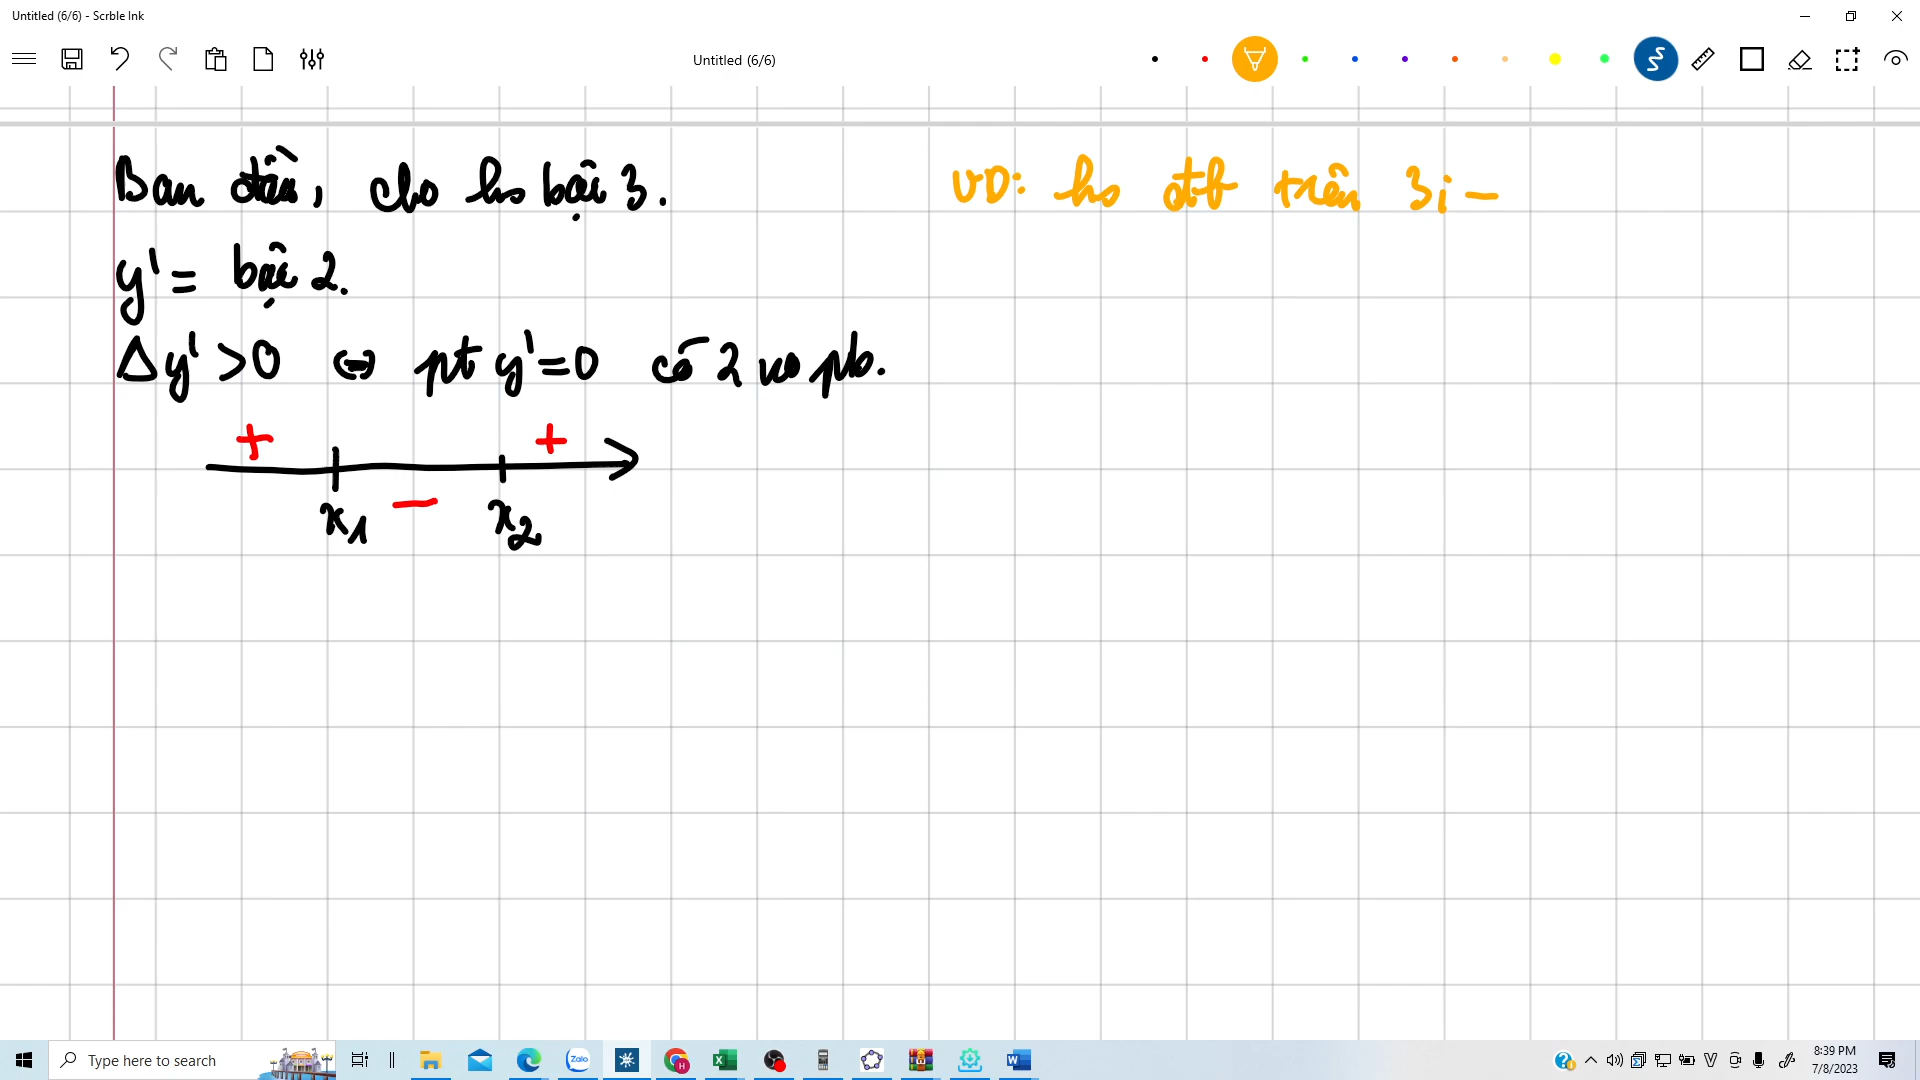 Untitled (6/6) - Scrble Ink
Untitled (6/6)
Ban đầu, cho hs bậc 3.
VD: hs đb trên
y' = bậc 2.
Δy' > 0 ⇔ pt y' = 0 có 2 no pb.
+ +
−
x₁ x₂
Type here to search
Zalo
8:39 PM
7/8/2023